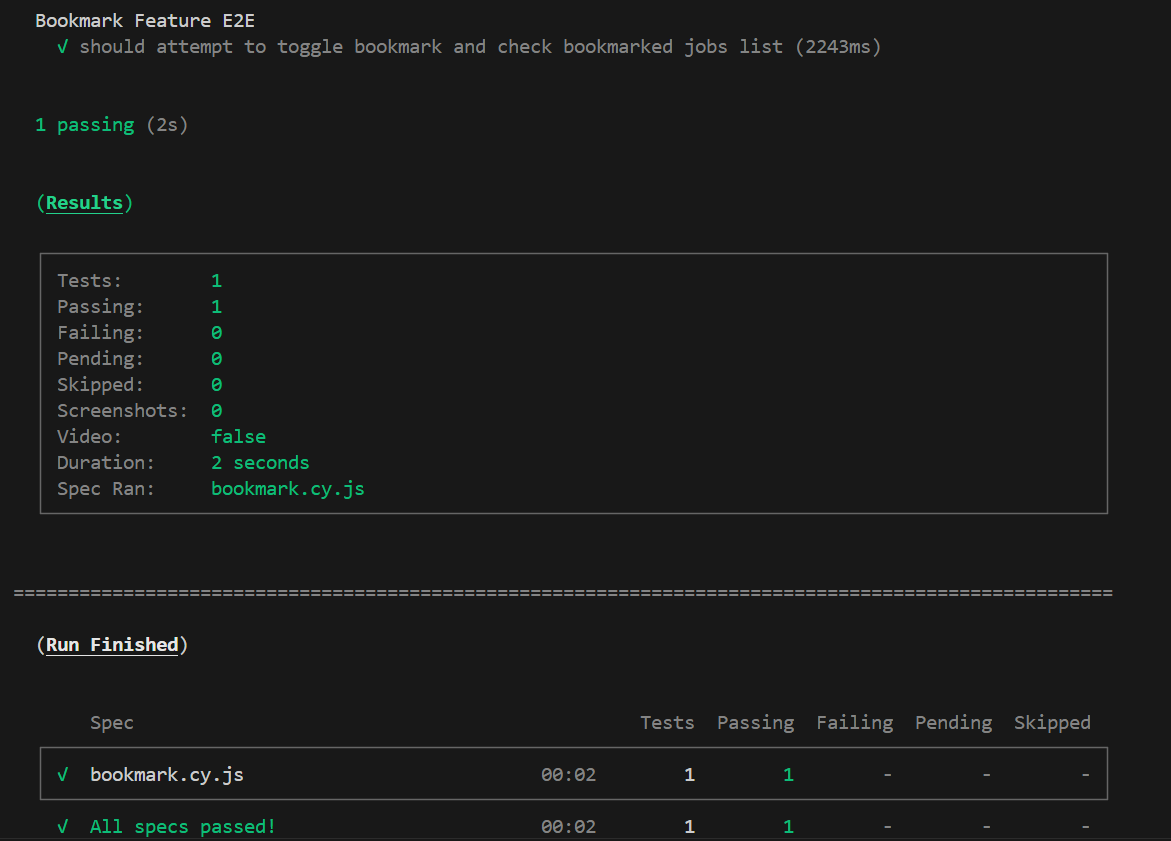 Bookmark Feature E2E
√ should attempt to toggle bookmark and check bookmarked jobs list (2243ms)
1 passing (2s)
(Results)
Tests: 1
Passing: 1
Failing: 0
Pending: 0
Skipped: 0
Screenshots: 0
Video: false
Duration: 2 seconds
Spec Ran: bookmark.cy.js
====================================================================================================
(Run Finished)
Spec Tests Passing Failing Pending Skipped
√ bookmark.cy.js 00:02 1 1 - - -
√ All specs passed! 00:02 1 1 - - -